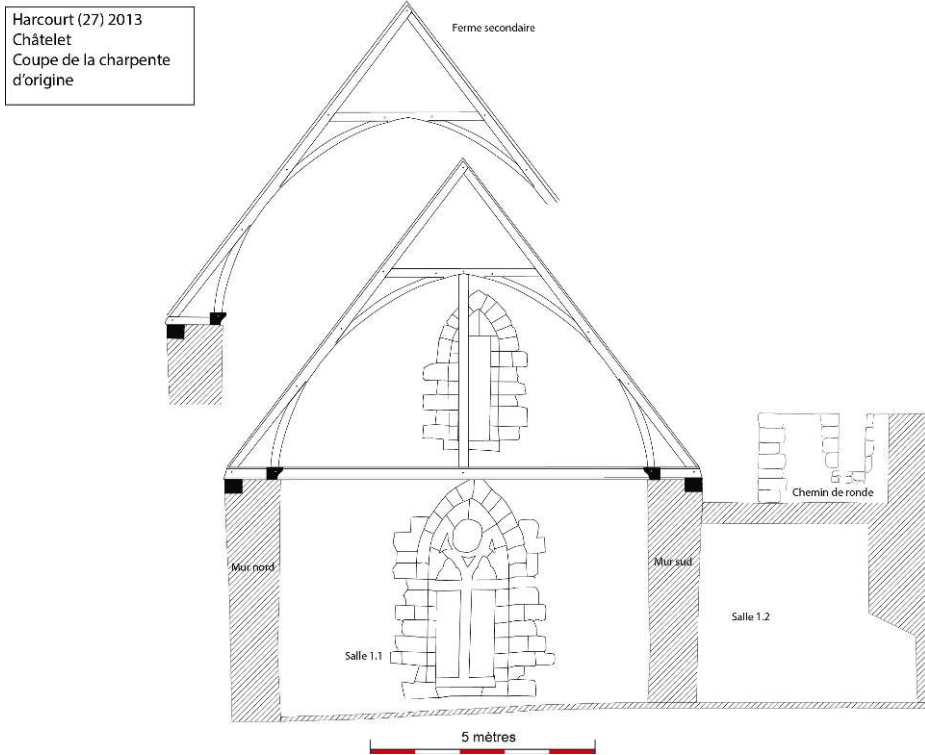 Harcourt (27) 2013
Châtelet
Coupe de la charpente
d'origine
Ferme secondaire
Chemin de ronde
Mur nord
Mur sud
Salle 1.2
Salle 1.1
5 mètres